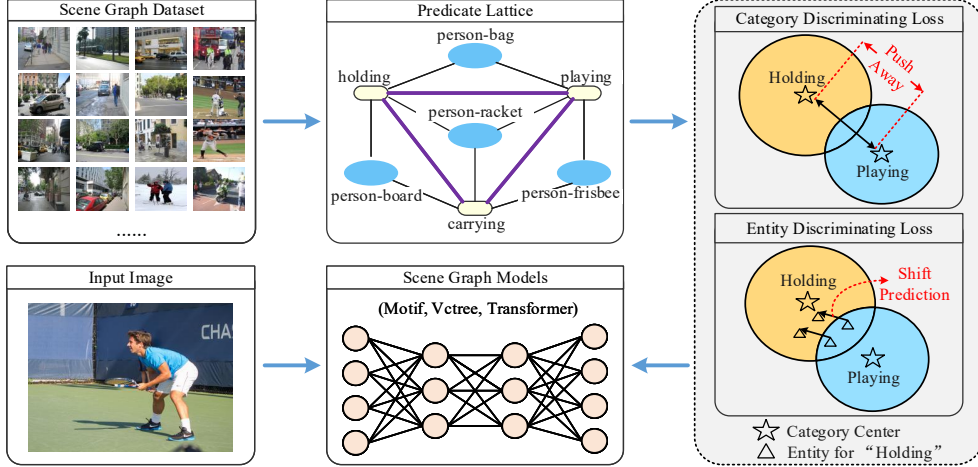 Scene Graph Dataset
......
Predicate Lattice
person-bag
holding
playing
person-racket
person-board
person-frisbee
carrying
Category Discriminating Loss
Holding
Push
Away
Playing
Entity Discriminating Loss
Holding
Shift
Prediction
Playing
Category Center
Entity for “Holding”
Input Image
CHAS
Scene Graph Models
(Motif, Vctree, Transformer)